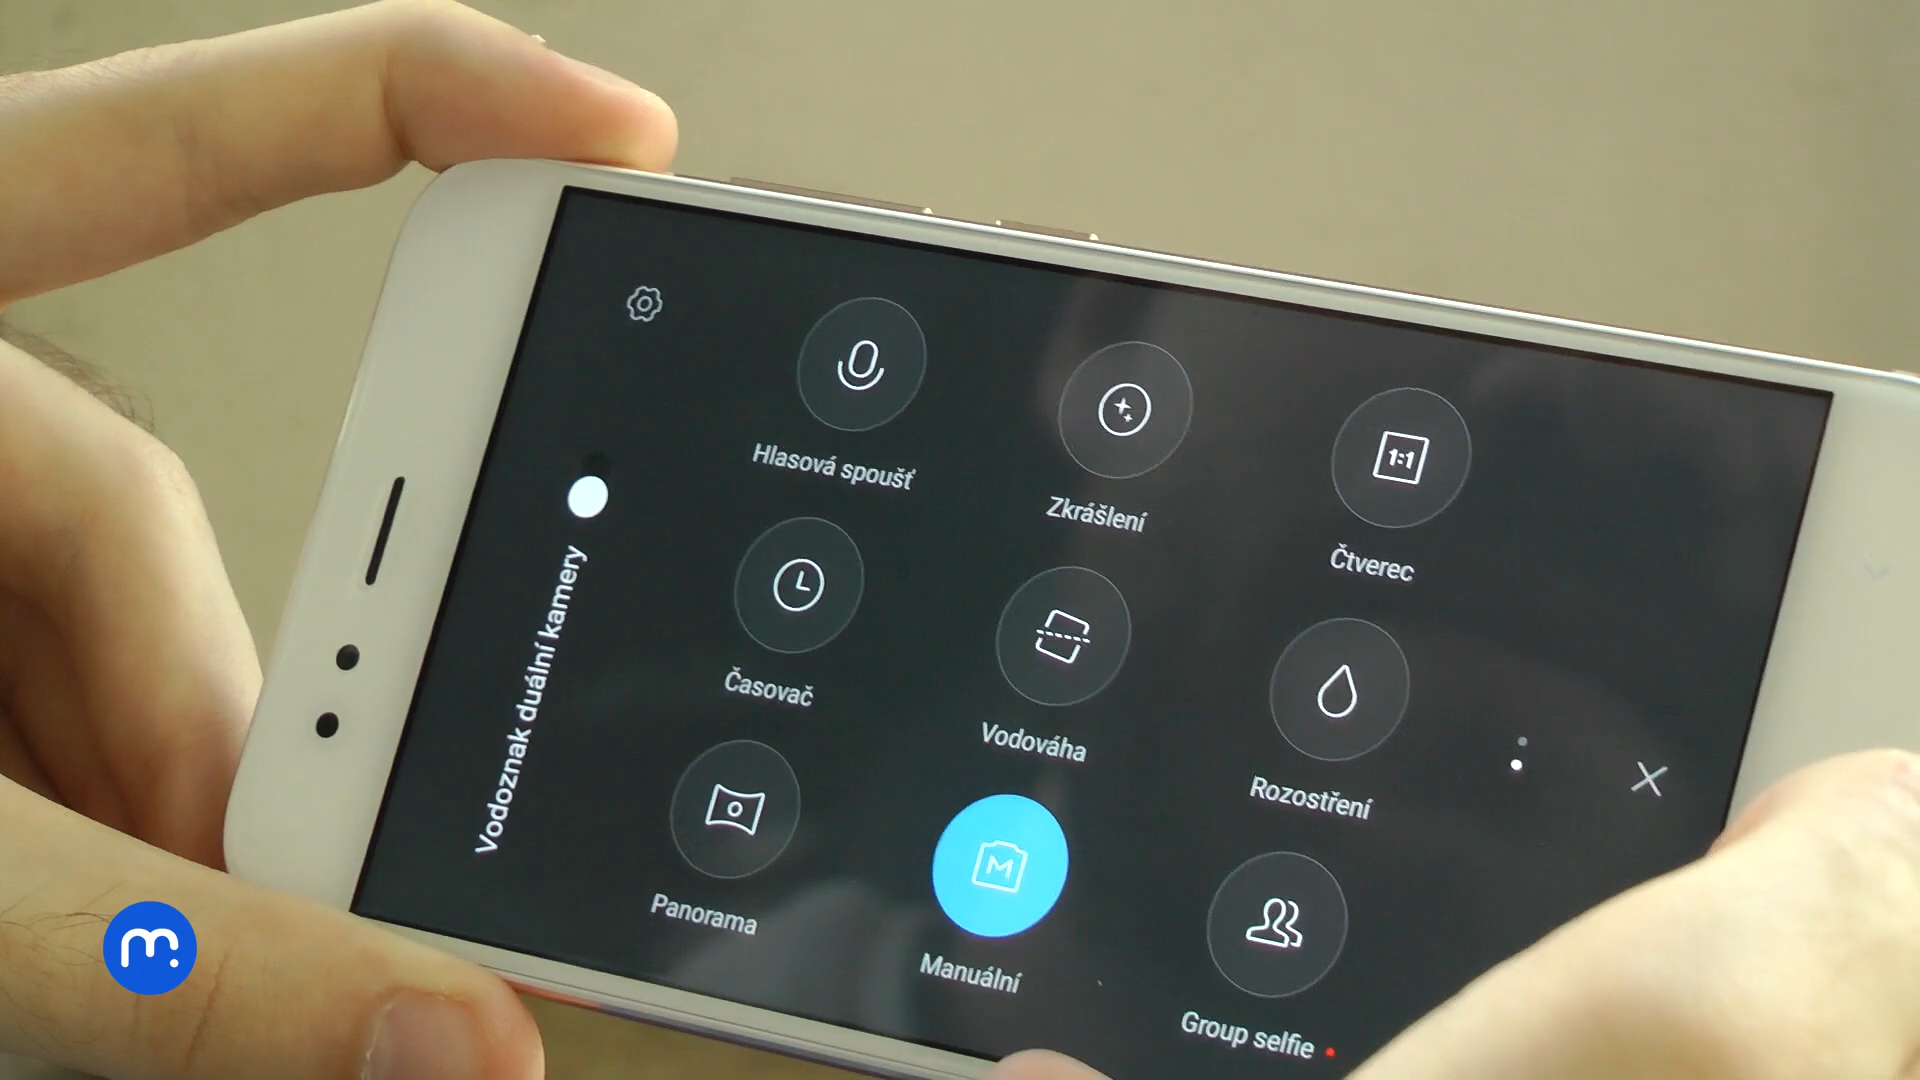 Hlasová spoušť
Zkrášlení
1:1
Čtverec
Vodoznak duální kamery
Časovač
Vodováha
Rozostření
Panorama
M
Manuální
Group selfie
m.